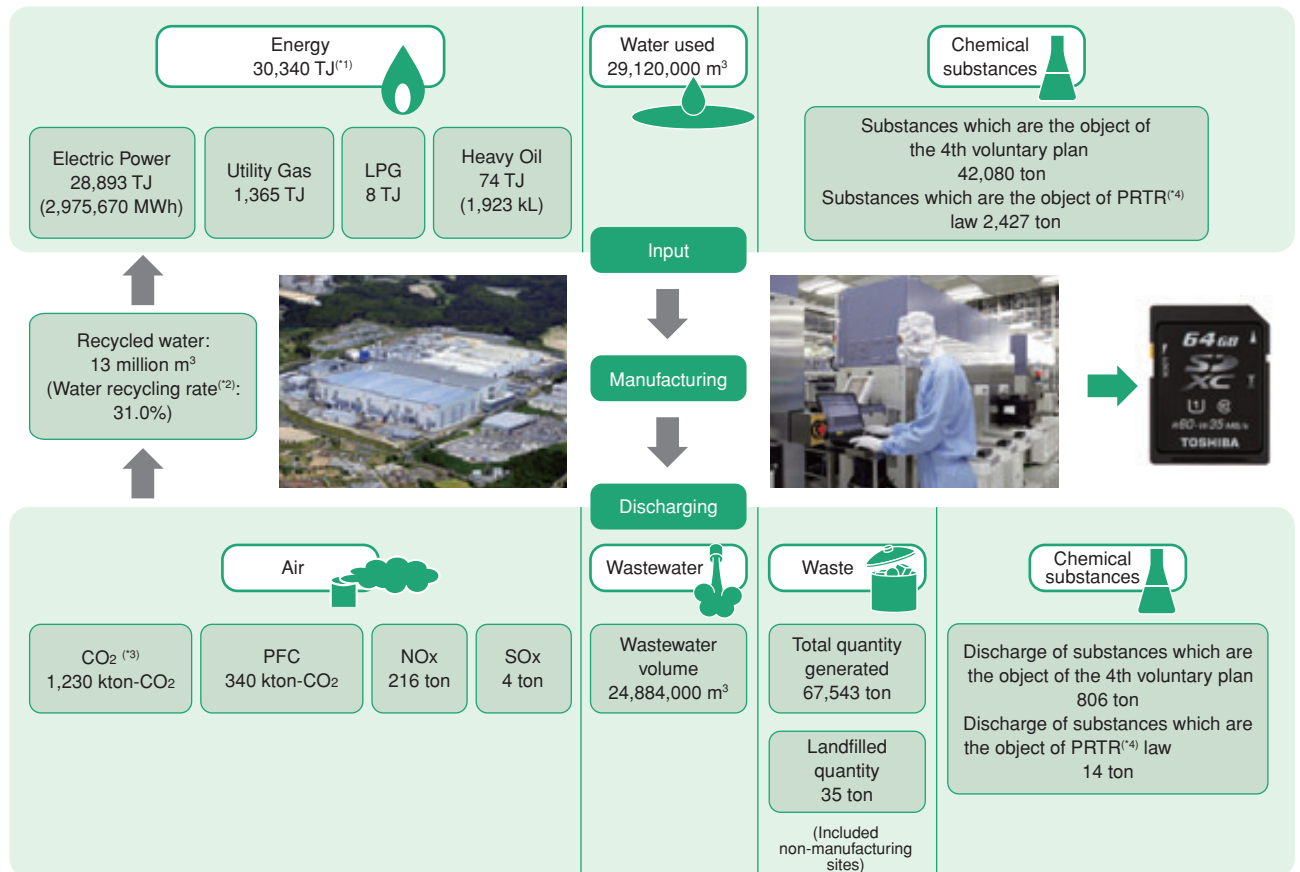 Energy
30,340 TJ(*1)
Water used
29,120,000 m³
Chemical
substances
Electric Power
28,893 TJ
(2,975,670 MWh)
Utility Gas
1,365 TJ
LPG
8 TJ
Heavy Oil
74 TJ
(1,923 kL)
Substances which are the object of
the 4th voluntary plan
42,080 ton
Substances which are the object of PRTR(*4)
law 2,427 ton
Input
Recycled water:
13 million m³
(Water recycling rate(*2):
31.0%)
Manufacturing
64GB
SD
XC
TOSHIBA
Discharging
Air
Wastewater
Waste
Chemical
substances
CO₂ (*3)
1,230 kton-CO₂
PFC
340 kton-CO₂
NOx
216 ton
SOx
4 ton
Wastewater
volume
24,884,000 m³
Total quantity
generated
67,543 ton
Landfilled
quantity
35 ton
(Included
non-manufacturing
sites)
Discharge of substances which are
the object of the 4th voluntary plan
806 ton
Discharge of substances which are
the object of PRTR(*4) law
14 ton